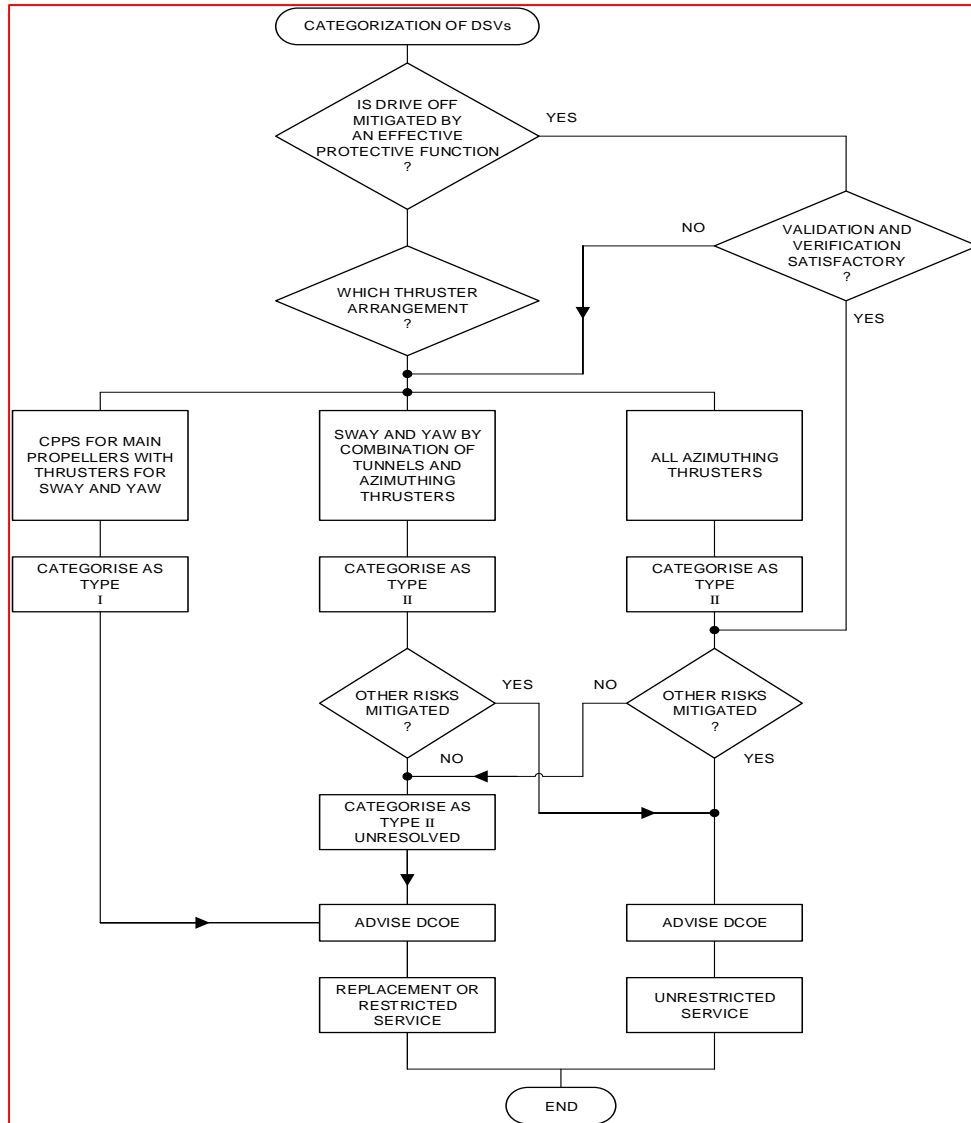 CATEGORIZATION OF DSVs
IS DRIVE OFF
MITIGATED BY
AN EFFECTIVE
PROTECTIVE FUNCTION
?
YES
NO
VALIDATION AND
VERIFICATION
SATISFACTORY
?
WHICH THRUSTER
ARRANGEMENT
?
YES
CPPS FOR MAIN
PROPELLERS WITH
THRUSTERS FOR
SWAY AND YAW
SWAY AND YAW BY
COMBINATION OF
TUNNELS AND
AZIMUTHING
THRUSTERS
ALL AZIMUTHING
THRUSTERS
CATEGORISE AS
TYPE
I
CATEGORISE AS
TYPE
II
CATEGORISE AS
TYPE
II
OTHER RISKS
MITIGATED
?
YES
NO
NO
OTHER RISKS
MITIGATED
?
YES
CATEGORISE AS
TYPE II
UNRESOLVED
ADVISE DCOE
ADVISE DCOE
REPLACEMENT OR
RESTRICTED
SERVICE
UNRESTRICTED
SERVICE
END